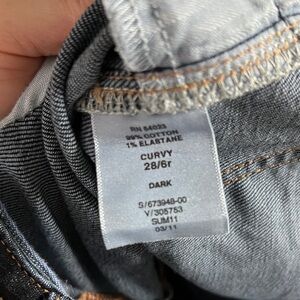 RN 54023
99% COTTON
1% ELASTANE
CURVY
28/6r
DARK
S/673948-00
V/305753
SUM11
03/11